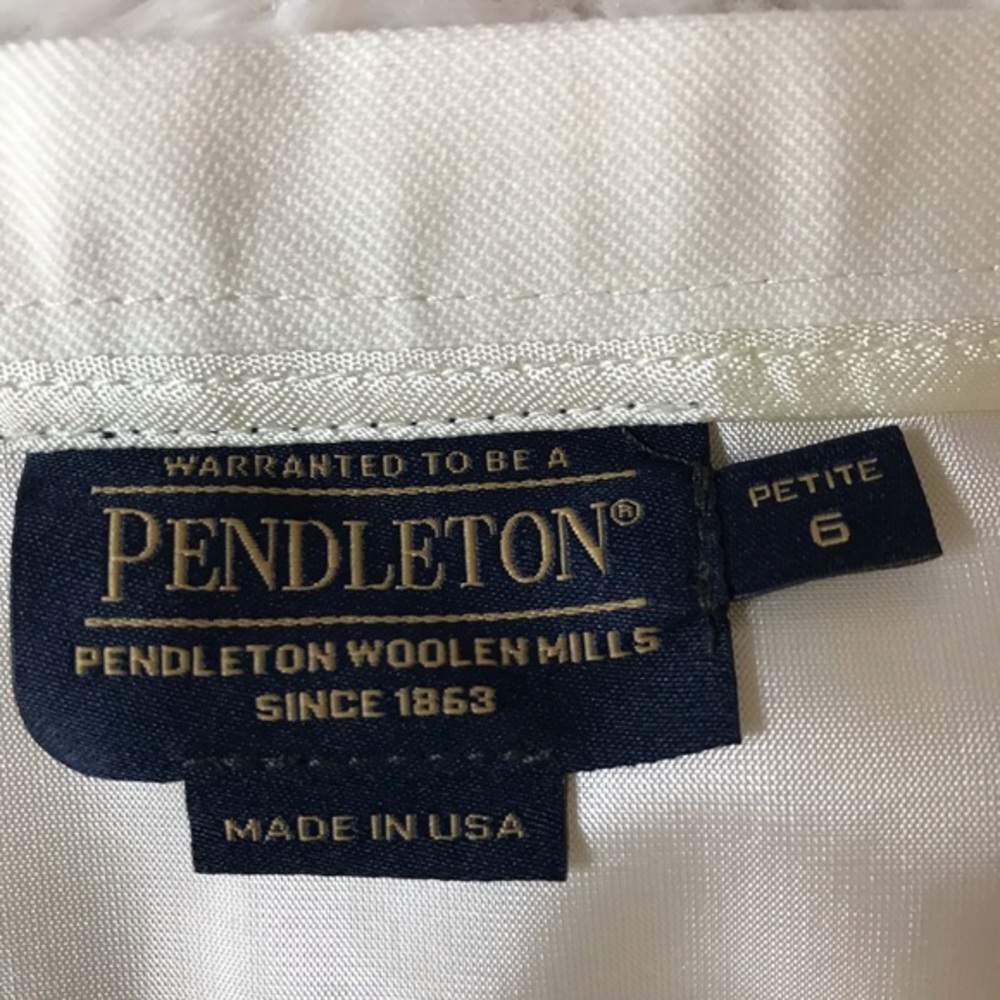 WARRANTED TO BE A
PENDLETON®
PENDLETON WOOLEN MILLS
SINCE 1863
MADE IN USA
PETITE
6